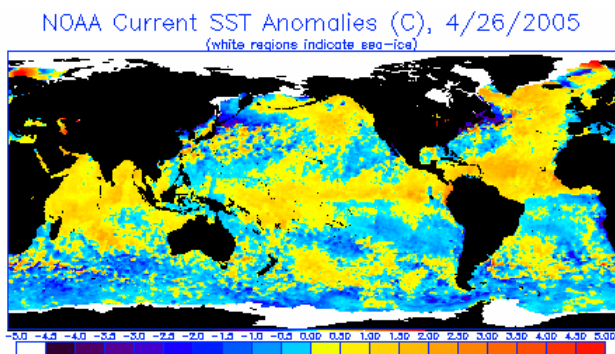 NOAA Current SST Anomalies (C), 4/26/2005
(white regions indicate sea-ice)
-5.0 -4.5 -4.0 -3.5 -3.0 -2.5 -2.0 -1.5 -1.0 -0.5 0.00 0.50 1.00 1.50 2.00 2.50 3.00 3.50 4.00 4.50 5.00